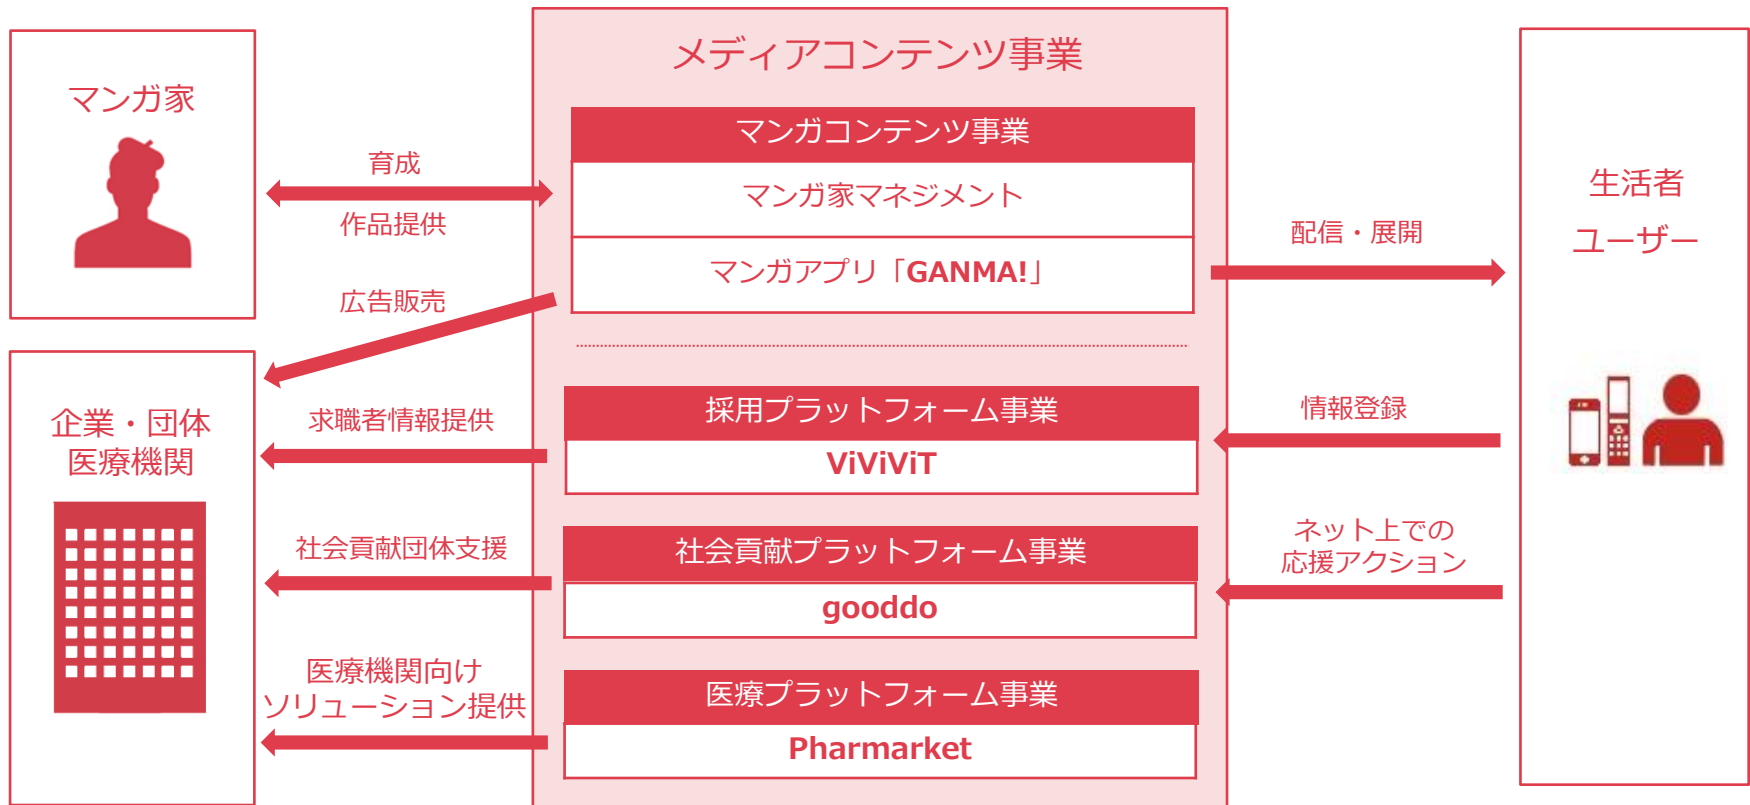 メディアコンテンツ事業
マンガ家
育成
作品提供
広告販売
企業・団体
医療機関
求職者情報提供
社会貢献団体支援
医療機関向け
ソリューション提供
マンガコンテンツ事業
マンガ家マネジメント
マンガアプリ「GANMA!」
採用プラットフォーム事業
ViViViT
社会貢献プラットフォーム事業
gooddo
医療プラットフォーム事業
Pharmarket
配信・展開
情報登録
ネット上での
応援アクション
生活者
ユーザー